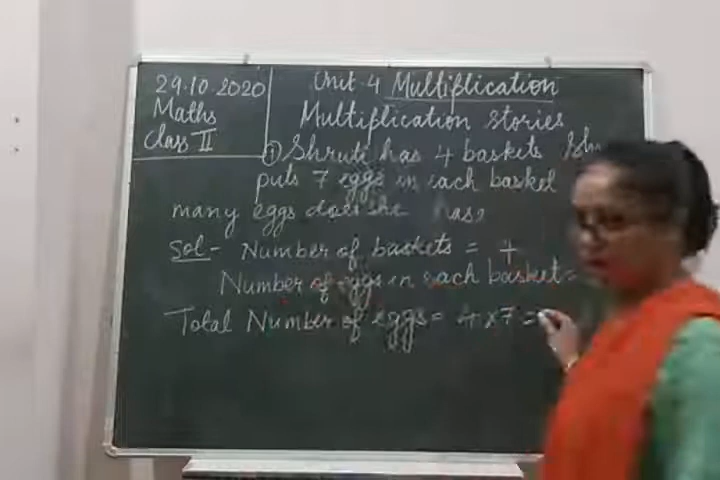 29.10.2020
Maths
Class II
Unit-4 Multiplication
Multiplication Stories
① Shruti has 4 baskets She
puts 7 eggs in each basket
many eggs does she has?
Sol- Number of baskets = 4
Number of eggs in each basket =
Total Number of eggs = 4 x 7 =